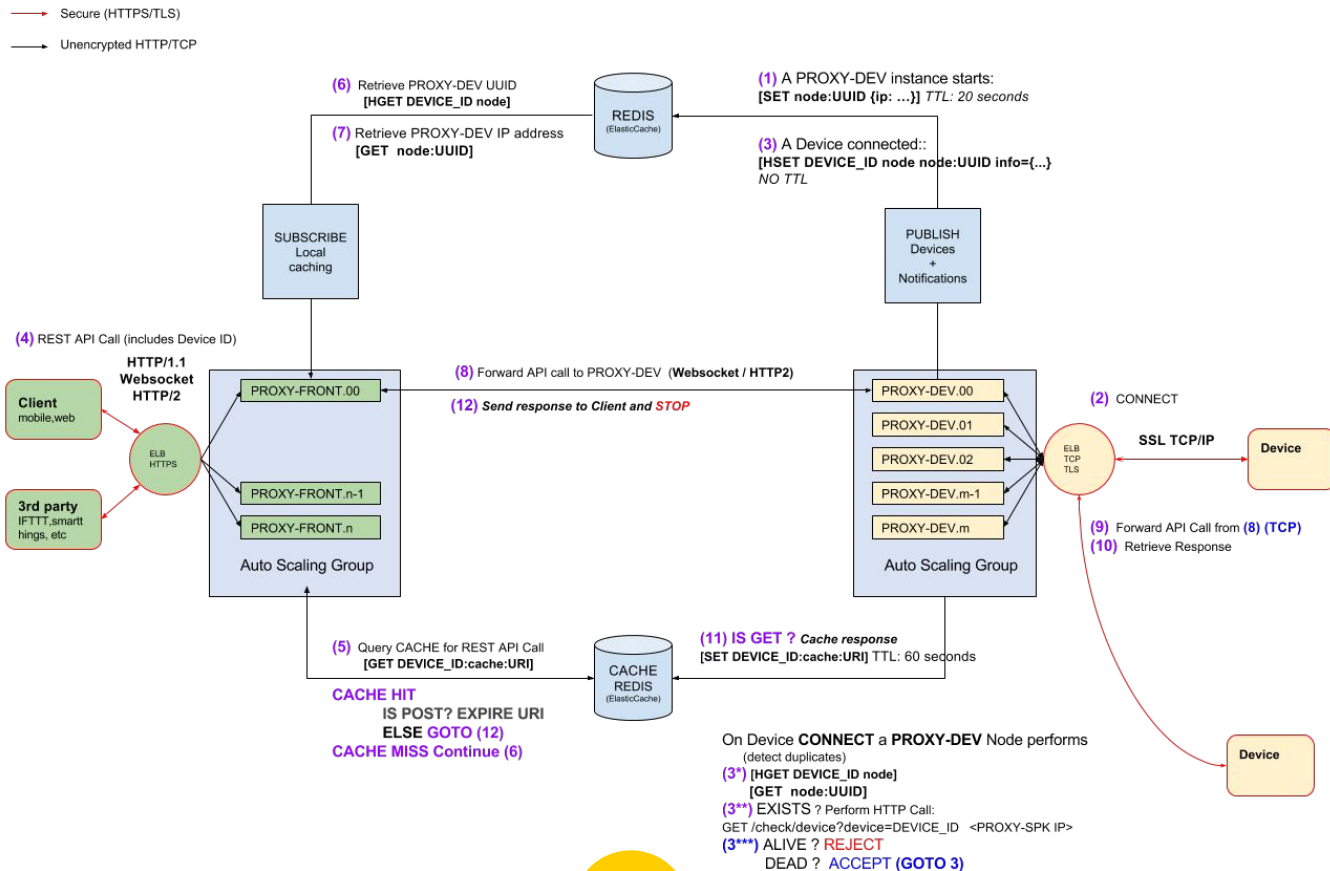 Secure (HTTPS/TLS)
Unencrypted HTTP/TCP
(6) Retrieve PROXY-DEV UUID
[HGET DEVICE_ID node]
(7) Retrieve PROXY-DEV IP address
[GET node:UUID]
REDIS
(ElasticCache)
(1) A PROXY-DEV instance starts:
[SET node:UUID {ip: ...}] TTL: 20 seconds
(3) A Device connected::
[HSET DEVICE_ID node node:UUID info={...}
NO TTL
SUBSCRIBE
Local
caching
PUBLISH
Devices
+
Notifications
(4) REST API Call (includes Device ID)
HTTP/1.1
Websocket
HTTP/2
Client
mobile,web
3rd party
IFTTT,smartt
hings, etc
ELB
HTTPS
PROXY-FRONT.00
PROXY-FRONT.n-1
PROXY-FRONT.n
Auto Scaling Group
(8) Forward API call to PROXY-DEV (Websocket / HTTP2)
(12) Send response to Client and STOP
PROXY-DEV.00
PROXY-DEV.01
PROXY-DEV.02
PROXY-DEV.m-1
PROXY-DEV.m
Auto Scaling Group
ELB
TCP
TLS
(2) CONNECT
SSL TCP/IP
Device
(9) Forward API Call from (8) (TCP)
(10) Retrieve Response
(5) Query CACHE for REST API Call
[GET DEVICE_ID:cache:URI]
CACHE HIT
IS POST? EXPIRE URI
ELSE GOTO (12)
CACHE MISS Continue (6)
CACHE
REDIS
(ElasticCache)
(11) IS GET ? Cache response
[SET DEVICE_ID:cache:URI] TTL: 60 seconds
On Device CONNECT a PROXY-DEV Node performs
(detect duplicates)
(3*) [HGET DEVICE_ID node]
[GET node:UUID]
(3**) EXISTS ? Perform HTTP Call:
GET /check/device?device=DEVICE_ID <PROXY-SPK IP>
(3***) ALIVE ? REJECT
DEAD ? ACCEPT (GOTO 3)
Device